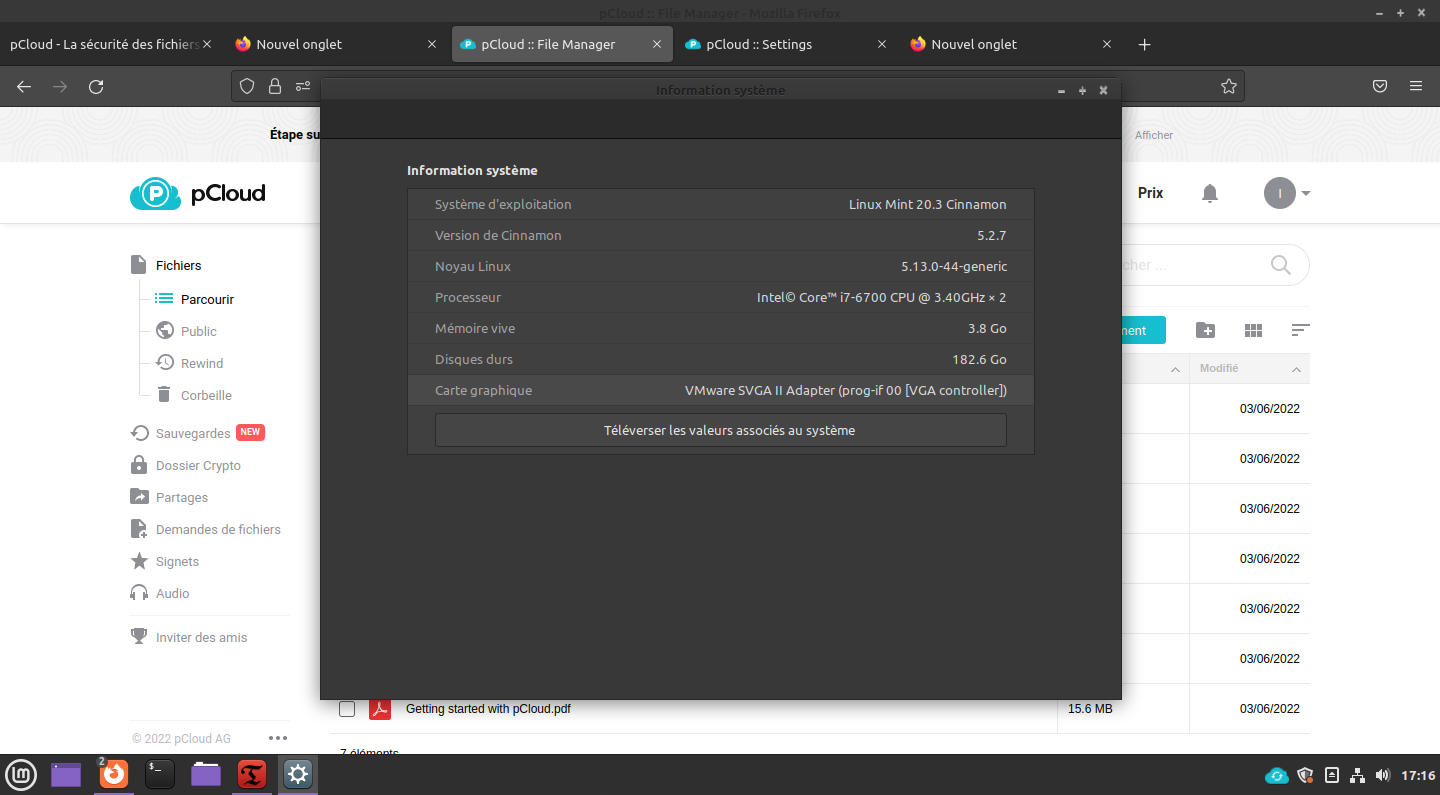 pCloud :: File Manager - Mozilla Firefox
pCloud - La sécurité des fichiers
Nouvel onglet
pCloud :: File Manager
pCloud :: Settings
Nouvel onglet
Information système
Étape su
Afficher
pCloud
Prix
I
Information système
Système d'exploitation Linux Mint 20.3 Cinnamon
Version de Cinnamon 5.2.7
Noyau Linux 5.13.0-44-generic
Processeur Intel© Core™ i7-6700 CPU @ 3.40GHz × 2
Mémoire vive 3.8 Go
Disques durs 182.6 Go
Carte graphique VMware SVGA II Adapter (prog-if 00 [VGA controller])
Téléverser les valeurs associés au système
Fichiers
Parcourir
Public
Rewind
Corbeille
Sauvegardes NEW
Dossier Crypto
Partages
Demandes de fichiers
Signets
Audio
Inviter des amis
© 2022 pCloud AG
cher ...
ment
Modifié
03/06/2022
03/06/2022
03/06/2022
03/06/2022
03/06/2022
03/06/2022
Getting started with pCloud.pdf 15.6 MB 03/06/2022
7 éléments
2
17:16